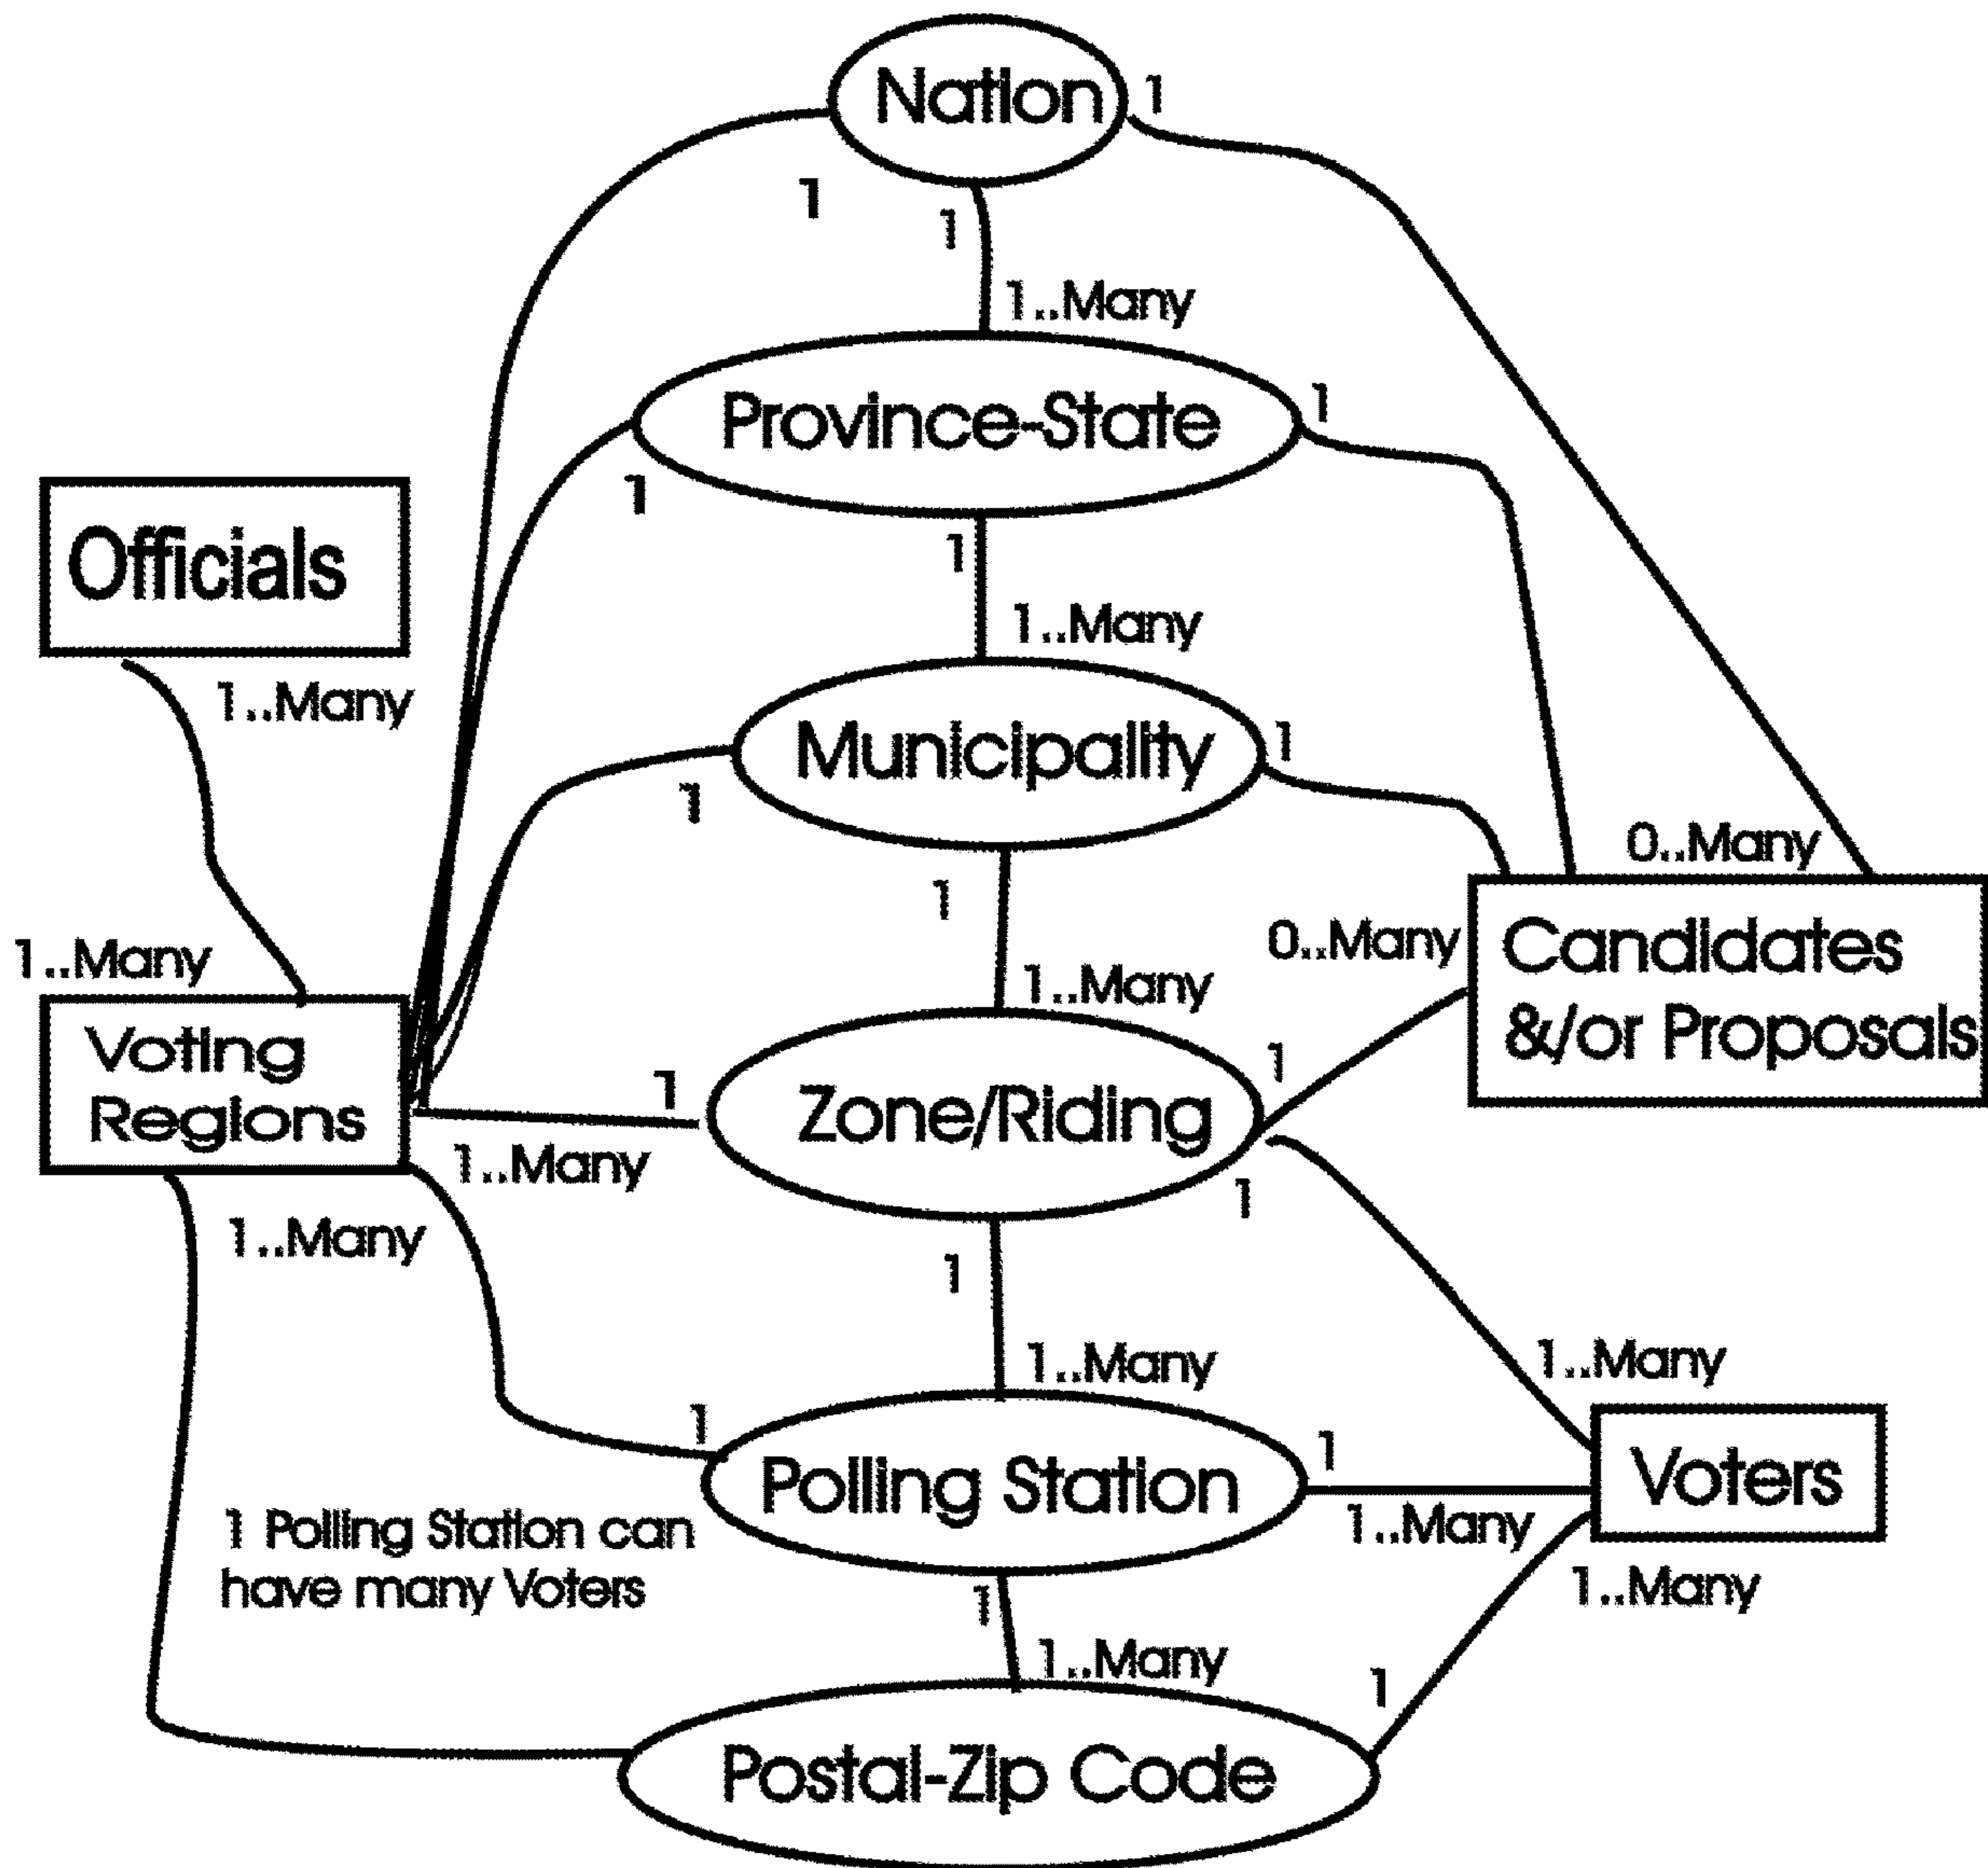 Nation
1
1
1
1..Many
Province-State
1
1
1
1..Many
Officials
1..Many
Municipality
1
1
1
1..Many
0..Many
0..Many
Candidates
&/or Proposals
1..Many
Voting
Regions
1
1..Many
1..Many
Zone/Riding
1
1
1
1..Many
1..Many
1
Polling Station
1
1..Many
Voters
1..Many
1 Polling Station can
have many Voters
1
1..Many
1
Postal-Zip Code